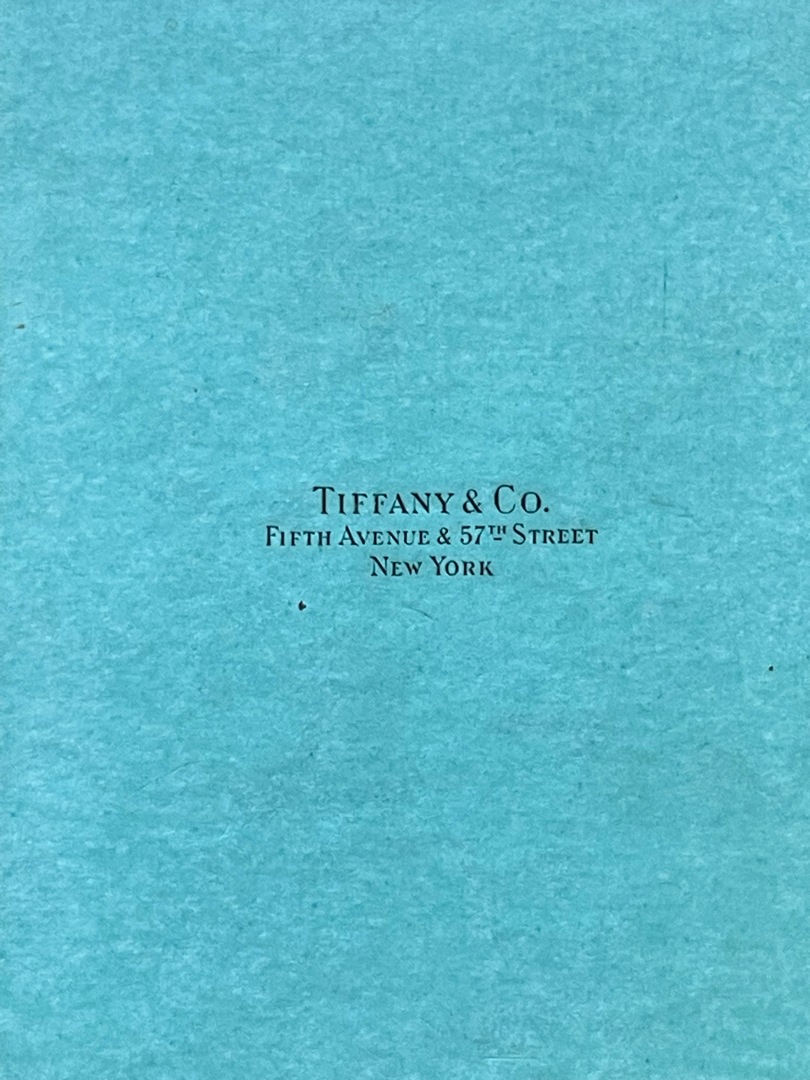 TIFFANY & CO.
FIFTH AVENUE & 57TH STREET
NEW YORK